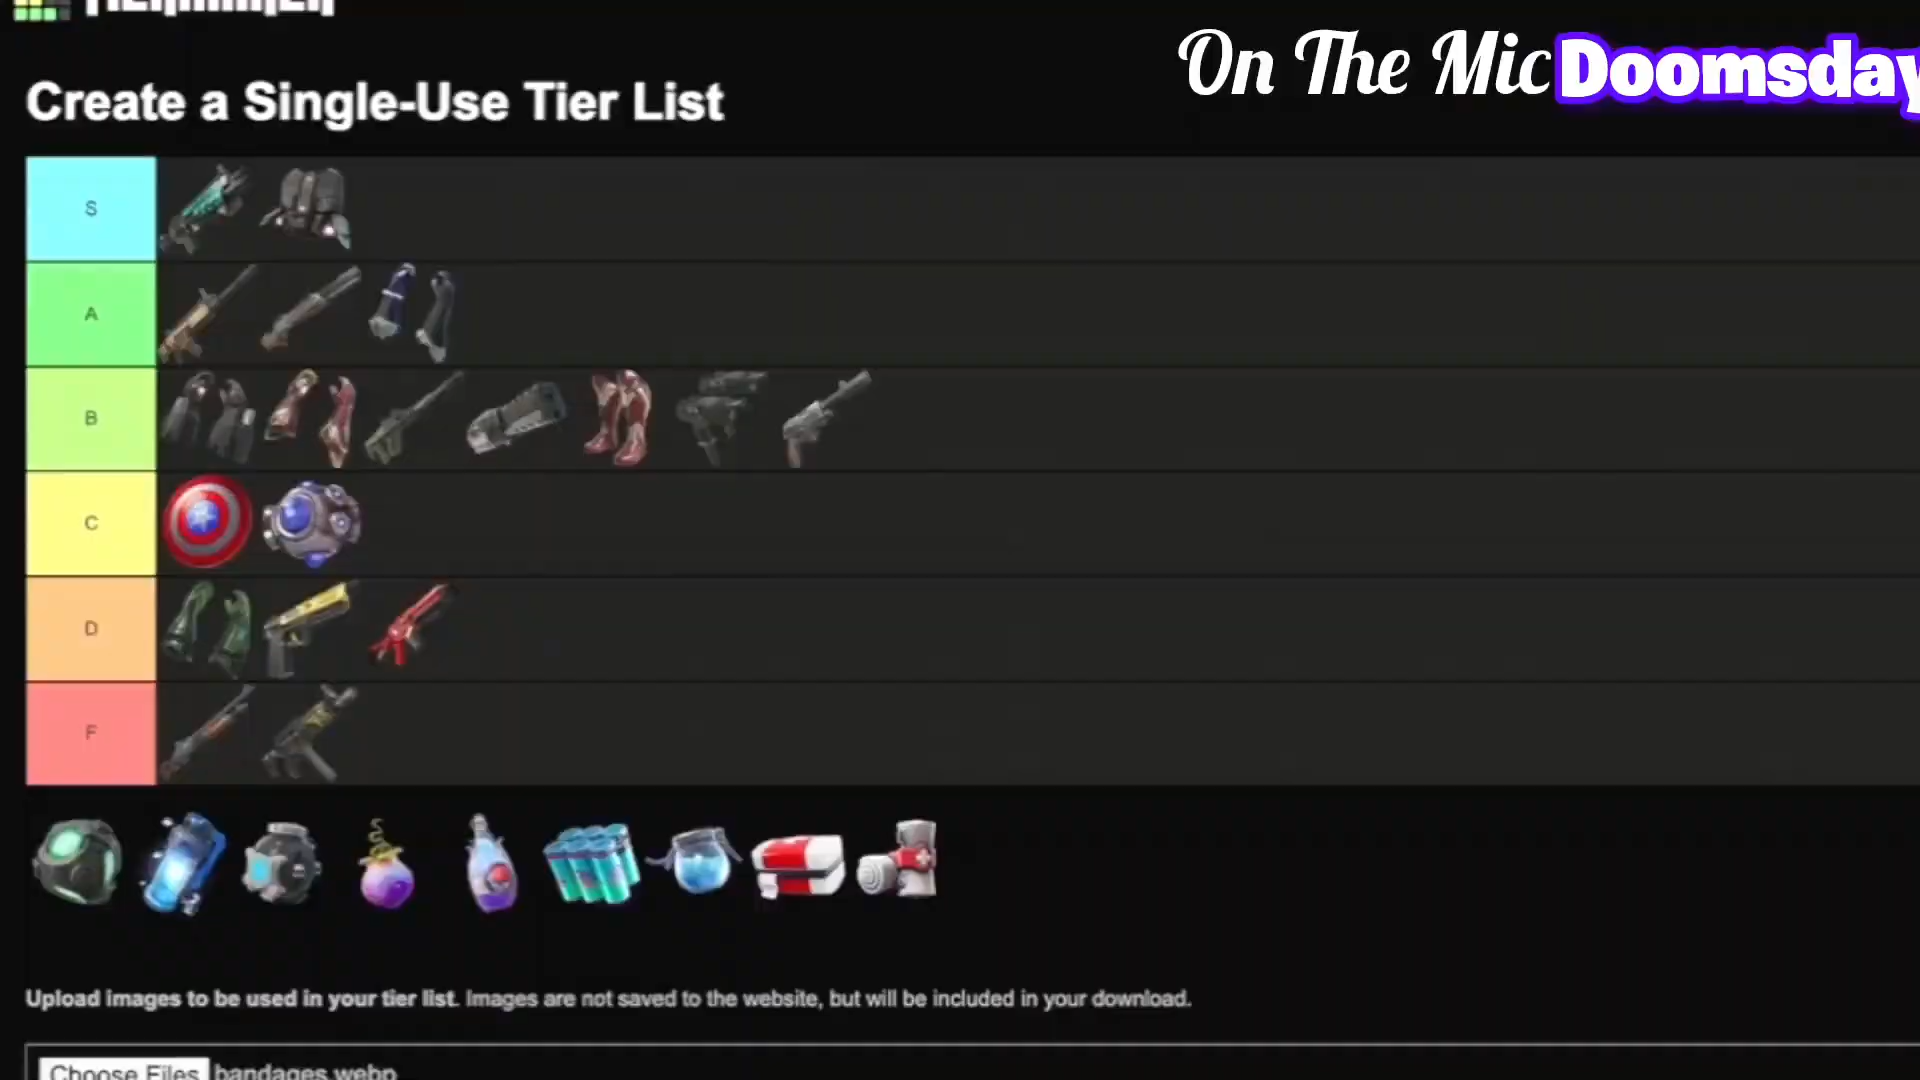 On The Mic Doomsday
Create a Single-Use Tier List
S
A
B
C
D
F
Upload images to be used in your tier list. Images are not saved to the website, but will be included in your download.
Choose Files bandages.webp